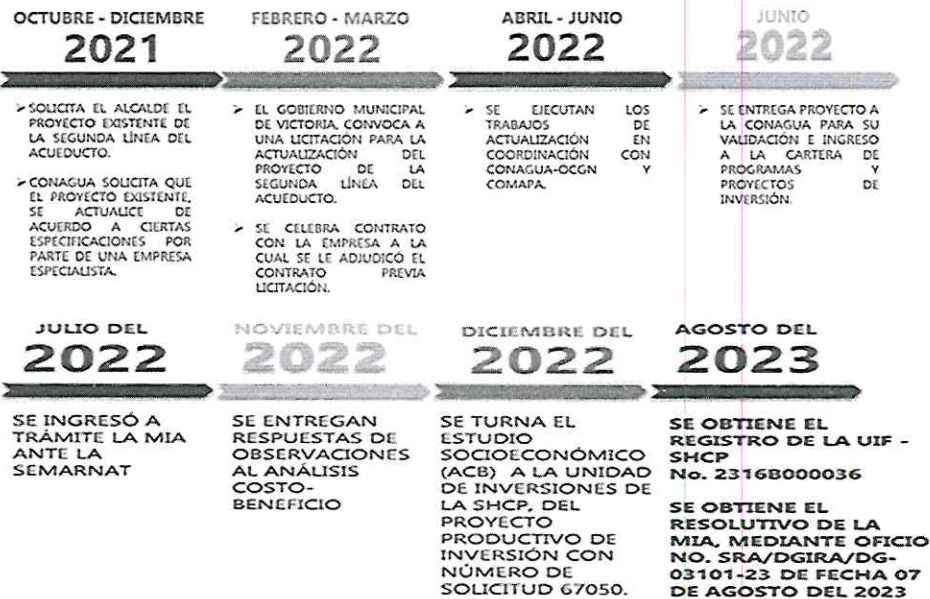 OCTUBRE - DICIEMBRE
2021
➢ SOLICITA EL ALCALDE EL
PROYECTO EXISTENTE DE
LA SEGUNDA LÍNEA DEL
ACUEDUCTO.
➢ CONAGUA SOLICITA QUE
EL PROYECTO EXISTENTE,
SE ACTUALICE DE
ACUERDO A CIERTAS
ESPECIFICACIONES POR
PARTE DE UNA EMPRESA
ESPECIALISTA.
FEBRERO - MARZO
2022
➢ EL GOBIERNO MUNICIPAL
DE VICTORIA, CONVOCA A
UNA LICITACIÓN PARA LA
ACTUALIZACIÓN DEL
PROYECTO DE LA
SEGUNDA LÍNEA DEL
ACUEDUCTO.
➢ SE CELEBRA CONTRATO
CON LA EMPRESA A LA
CUAL SE LE ADJUDICÓ EL
CONTRATO PREVIA
LICITACIÓN.
ABRIL - JUNIO
2022
➢ SE EJECUTAN LOS
TRABAJOS DE
ACTUALIZACIÓN EN
COORDINACIÓN CON
CONAGUA-OCGN Y
COMAPA.
JUNIO
2022
➢ SE ENTREGA PROYECTO A
LA CONAGUA PARA SU
VALIDACIÓN E INGRESO
A LA CARTERA DE
PROGRAMAS Y
PROYECTOS DE
INVERSIÓN.
JULIO DEL
2022
SE INGRESÓ A
TRÁMITE LA MIA
ANTE LA
SEMARNAT
NOVIEMBRE DEL
2022
SE ENTREGAN
RESPUESTAS DE
OBSERVACIONES
AL ANÁLISIS
COSTO-
BENEFICIO
DICIEMBRE DEL
2022
SE TURNA EL
ESTUDIO
SOCIOECONÓMICO
(ACB) A LA UNIDAD
DE INVERSIONES DE
LA SHCP, DEL
PROYECTO
PRODUCTIVO DE
INVERSIÓN CON
NÚMERO DE
SOLICITUD 67050.
AGOSTO DEL
2023
SE OBTIENE EL
REGISTRO DE LA UIF -
SHCP
No. 2316B000036
SE OBTIENE EL
RESOLUTIVO DE LA
MIA, MEDIANTE OFICIO
NO. SRA/DGIRA/DG-
03101-23 DE FECHA 07
DE AGOSTO DEL 2023